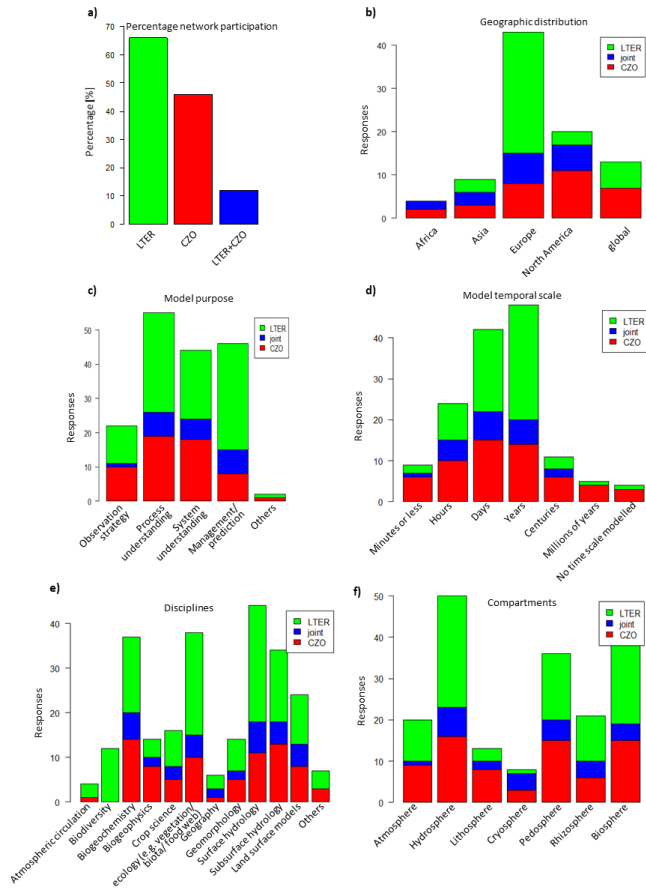 a)
Percentage network participation
Percentage [%]
70
60
50
40
30
20
10
0
LTER
CZO
LTER+CZO
b)
Geographic distribution
Responses
40
30
20
10
0
LTER
joint
CZO
Africa
Asia
Europe
North America
global
c)
Model purpose
Responses
50
40
30
20
10
0
LTER
joint
CZO
Observation
strategy
Process
understanding
System
understanding
Management/
prediction
Others
d)
Model temporal scale
Responses
40
30
20
10
0
LTER
joint
CZO
Minutes or less
Hours
Days
Years
Centuries
Millions of years
No time scale modelled
e)
Disciplines
Responses
40
30
20
10
0
LTER
joint
CZO
Atmospheric circulation
Biodiversity
Biogeochemistry
Biogeophysics
Crop science
ecology (e.g. vegetation/
biota/ food web)
Geography
Geomorphology
Surface hydrology
Subsurface hydrology
Land surface models
Others
f)
Compartments
Responses
50
40
30
20
10
0
LTER
joint
CZO
Atmosphere
Hydrosphere
Lithosphere
Cryosphere
Pedosphere
Rhizosphere
Biosphere